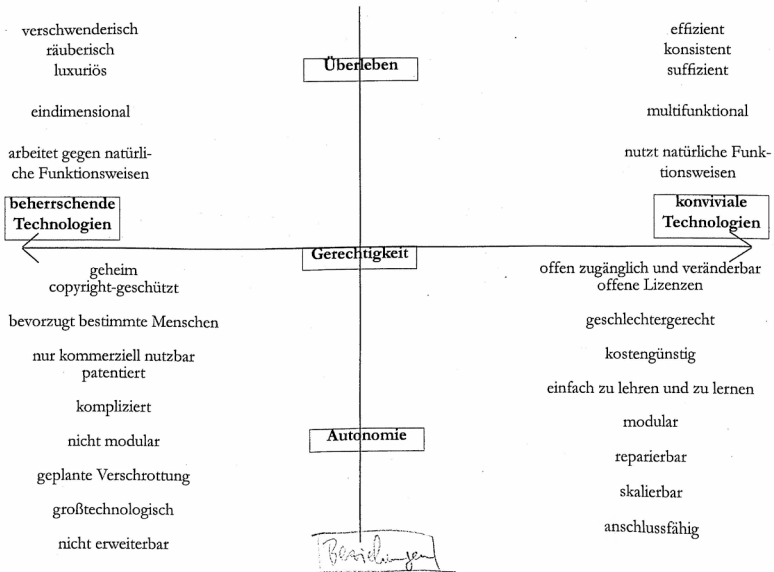 verschwenderisch
räuberisch
luxuriös
eindimensional
arbeitet gegen natürli-
che Funktionsweisen
beherrschende
Technologien
Überleben
effizient
konsistent
suffizient
multifunktional
nutzt natürliche Funk-
tionsweisen
konviviale
Technologien
Gerechtigkeit
geheim
copyright-geschützt
bevorzugt bestimmte Menschen
nur kommerziell nutzbar
patentiert
kompliziert
nicht modular
geplante Verschrottung
großtechnologisch
nicht erweiterbar
offen zugänglich und veränderbar
offene Lizenzen
geschlechtergerecht
kostengünstig
einfach zu lehren und zu lernen
modular
reparierbar
skalierbar
anschlussfähig
Autonomie
Beziehungen